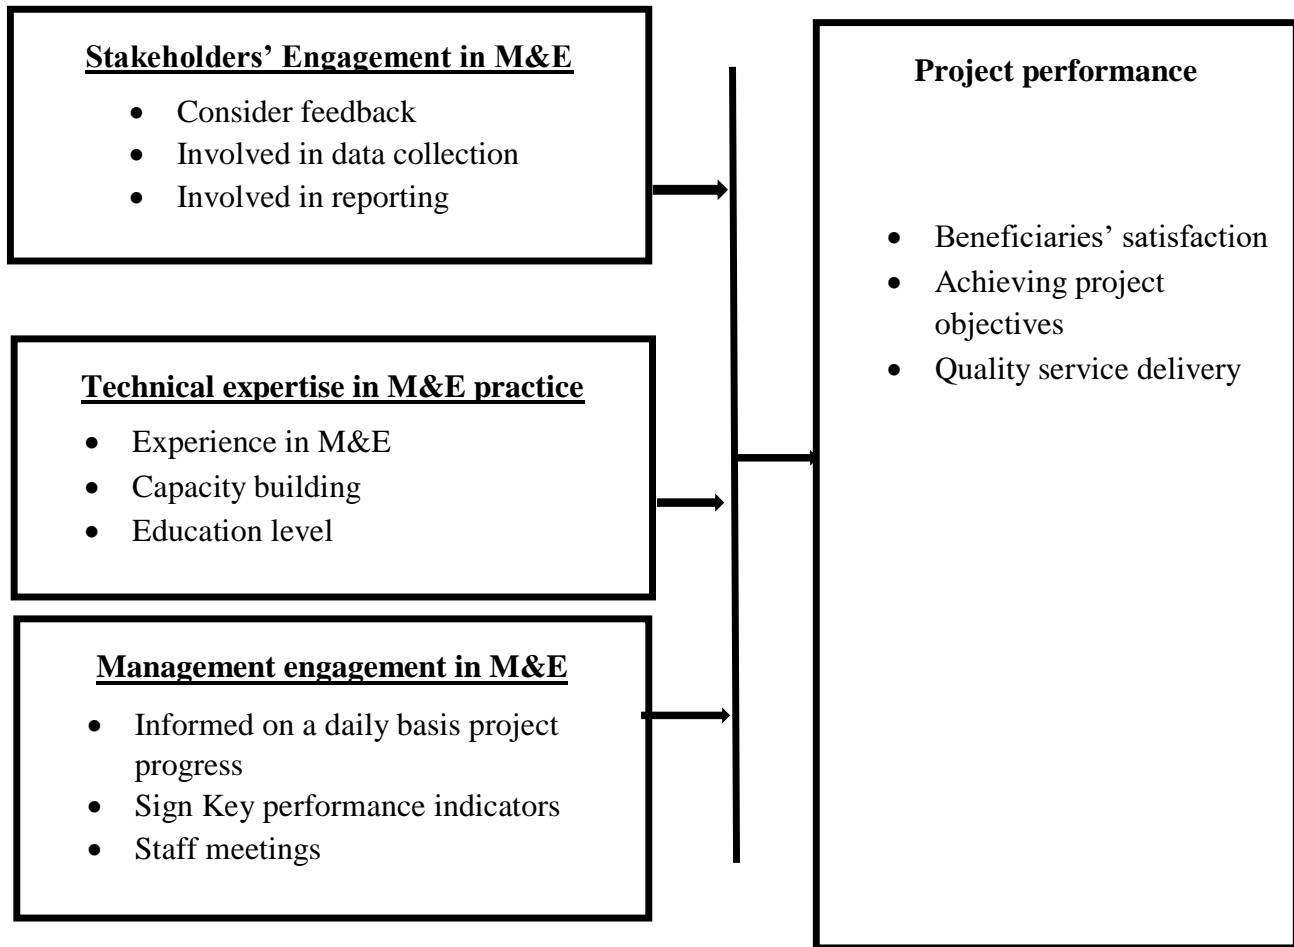 Stakeholders’ Engagement in M&E
• Consider feedback
• Involved in data collection
• Involved in reporting
Technical expertise in M&E practice
• Experience in M&E
• Capacity building
• Education level
Management engagement in M&E
• Informed on a daily basis project
progress
• Sign Key performance indicators
• Staff meetings
Project performance
• Beneficiaries’ satisfaction
• Achieving project
objectives
• Quality service delivery